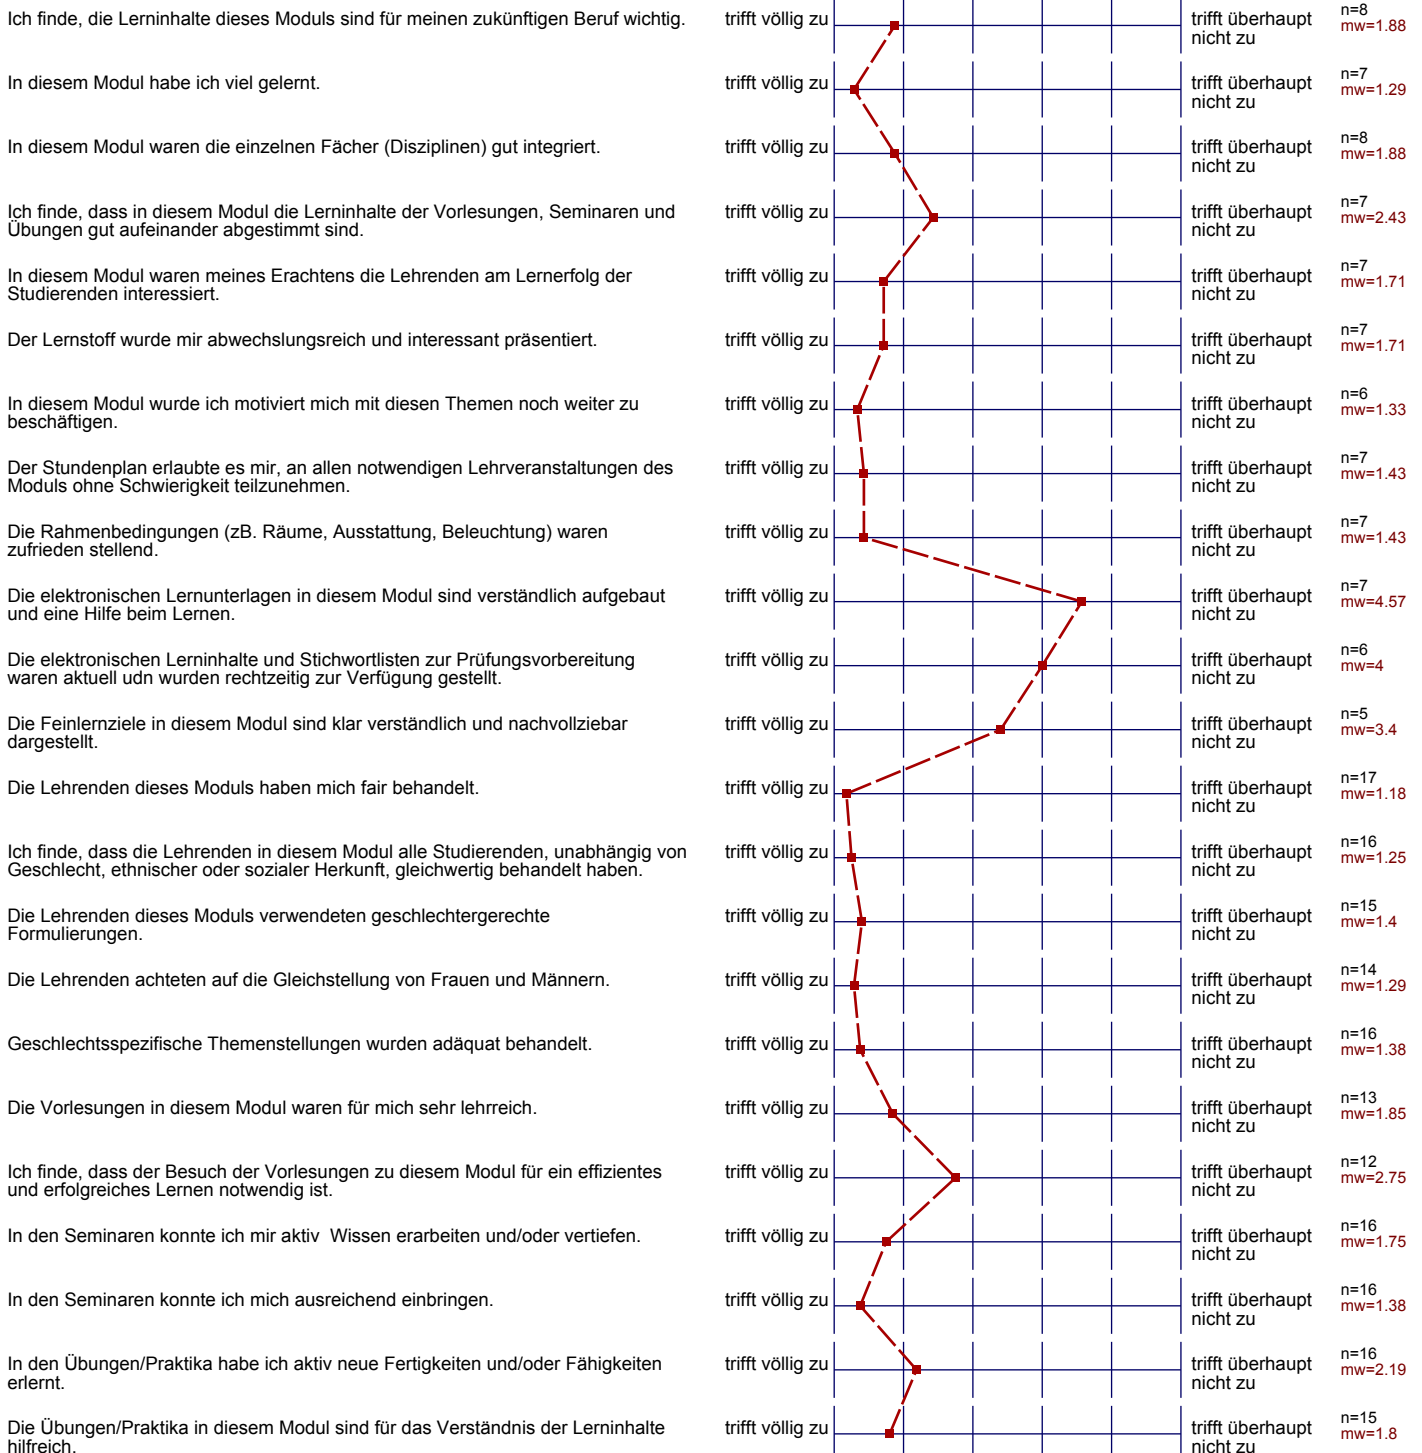 Ich finde, die Lerninhalte dieses Moduls sind für meinen zukünftigen Beruf wichtig.
trifft völlig zu
trifft überhaupt
nicht zu
n=8
mw=1.88
In diesem Modul habe ich viel gelernt.
trifft völlig zu
trifft überhaupt
nicht zu
n=7
mw=1.29
In diesem Modul waren die einzelnen Fächer (Disziplinen) gut integriert.
trifft völlig zu
trifft überhaupt
nicht zu
n=8
mw=1.88
Ich finde, dass in diesem Modul die Lerninhalte der Vorlesungen, Seminaren und
Übungen gut aufeinander abgestimmt sind.
trifft völlig zu
trifft überhaupt
nicht zu
n=7
mw=2.43
In diesem Modul waren meines Erachtens die Lehrenden am Lernerfolg der
Studierenden interessiert.
trifft völlig zu
trifft überhaupt
nicht zu
n=7
mw=1.71
Der Lernstoff wurde mir abwechslungsreich und interessant präsentiert.
trifft völlig zu
trifft überhaupt
nicht zu
n=7
mw=1.71
In diesem Modul wurde ich motiviert mich mit diesen Themen noch weiter zu
beschäftigen.
trifft völlig zu
trifft überhaupt
nicht zu
n=6
mw=1.33
Der Stundenplan erlaubte es mir, an allen notwendigen Lehrveranstaltungen des
Moduls ohne Schwierigkeit teilzunehmen.
trifft völlig zu
trifft überhaupt
nicht zu
n=7
mw=1.43
Die Rahmenbedingungen (zB. Räume, Ausstattung, Beleuchtung) waren
zufrieden stellend.
trifft völlig zu
trifft überhaupt
nicht zu
n=7
mw=1.43
Die elektronischen Lernunterlagen in diesem Modul sind verständlich aufgebaut
und eine Hilfe beim Lernen.
trifft völlig zu
trifft überhaupt
nicht zu
n=7
mw=4.57
Die elektronischen Lerninhalte und Stichwortlisten zur Prüfungsvorbereitung
waren aktuell udn wurden rechtzeitig zur Verfügung gestellt.
trifft völlig zu
trifft überhaupt
nicht zu
n=6
mw=4
Die Feinlernziele in diesem Modul sind klar verständlich und nachvollziebar
dargestellt.
trifft völlig zu
trifft überhaupt
nicht zu
n=5
mw=3.4
Die Lehrenden dieses Moduls haben mich fair behandelt.
trifft völlig zu
trifft überhaupt
nicht zu
n=17
mw=1.18
Ich finde, dass die Lehrenden in diesem Modul alle Studierenden, unabhängig von
Geschlecht, ethnischer oder sozialer Herkunft, gleichwertig behandelt haben.
trifft völlig zu
trifft überhaupt
nicht zu
n=16
mw=1.25
Die Lehrenden dieses Moduls verwendeten geschlechtergerechte
Formulierungen.
trifft völlig zu
trifft überhaupt
nicht zu
n=15
mw=1.4
Die Lehrenden achteten auf die Gleichstellung von Frauen und Männern.
trifft völlig zu
trifft überhaupt
nicht zu
n=14
mw=1.29
Geschlechtsspezifische Themenstellungen wurden adäquat behandelt.
trifft völlig zu
trifft überhaupt
nicht zu
n=16
mw=1.38
Die Vorlesungen in diesem Modul waren für mich sehr lehrreich.
trifft völlig zu
trifft überhaupt
nicht zu
n=13
mw=1.85
Ich finde, dass der Besuch der Vorlesungen zu diesem Modul für ein effizientes
und erfolgreiches Lernen notwendig ist.
trifft völlig zu
trifft überhaupt
nicht zu
n=12
mw=2.75
In den Seminaren konnte ich mir aktiv  Wissen erarbeiten und/oder vertiefen.
trifft völlig zu
trifft überhaupt
nicht zu
n=16
mw=1.75
In den Seminaren konnte ich mich ausreichend einbringen.
trifft völlig zu
trifft überhaupt
nicht zu
n=16
mw=1.38
In den Übungen/Praktika habe ich aktiv neue Fertigkeiten und/oder Fähigkeiten
erlernt.
trifft völlig zu
trifft überhaupt
nicht zu
n=16
mw=2.19
Die Übungen/Praktika in diesem Modul sind für das Verständnis der Lerninhalte
hilfreich.
trifft völlig zu
trifft überhaupt
nicht zu
n=15
mw=1.8